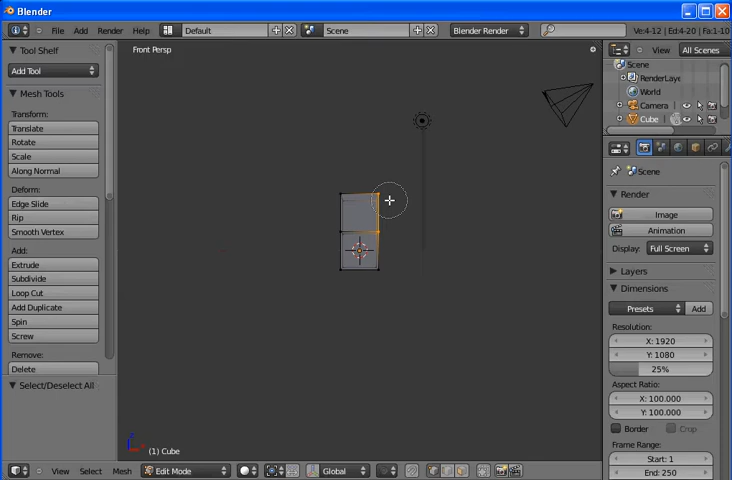 Blender
File Add Render Help Default Scene Blender Render Ve:4-12 | Ed:4-20 | Fa:1-10
Tool Shelf
Add Tool
Mesh Tools
Transform:
Translate
Rotate
Scale
Along Normal
Deform:
Edge Slide
Rip
Smooth Vertex
Add:
Extrude
Subdivide
Loop Cut
Add Duplicate
Spin
Screw
Remove:
Delete
Select/Deselect All
Front Persp
(1) Cube
View Select Mesh Edit Mode Global
View All Scenes
Scene
RenderLaye
World
Camera
Cube
Scene
Render
Image
Animation
Display: Full Screen
Layers
Dimensions
Presets Add
Resolution:
X: 1920
Y: 1080
25%
Aspect Ratio:
X: 100.000
Y: 100.000
Border Crop
Frame Range:
Start: 1
End: 250